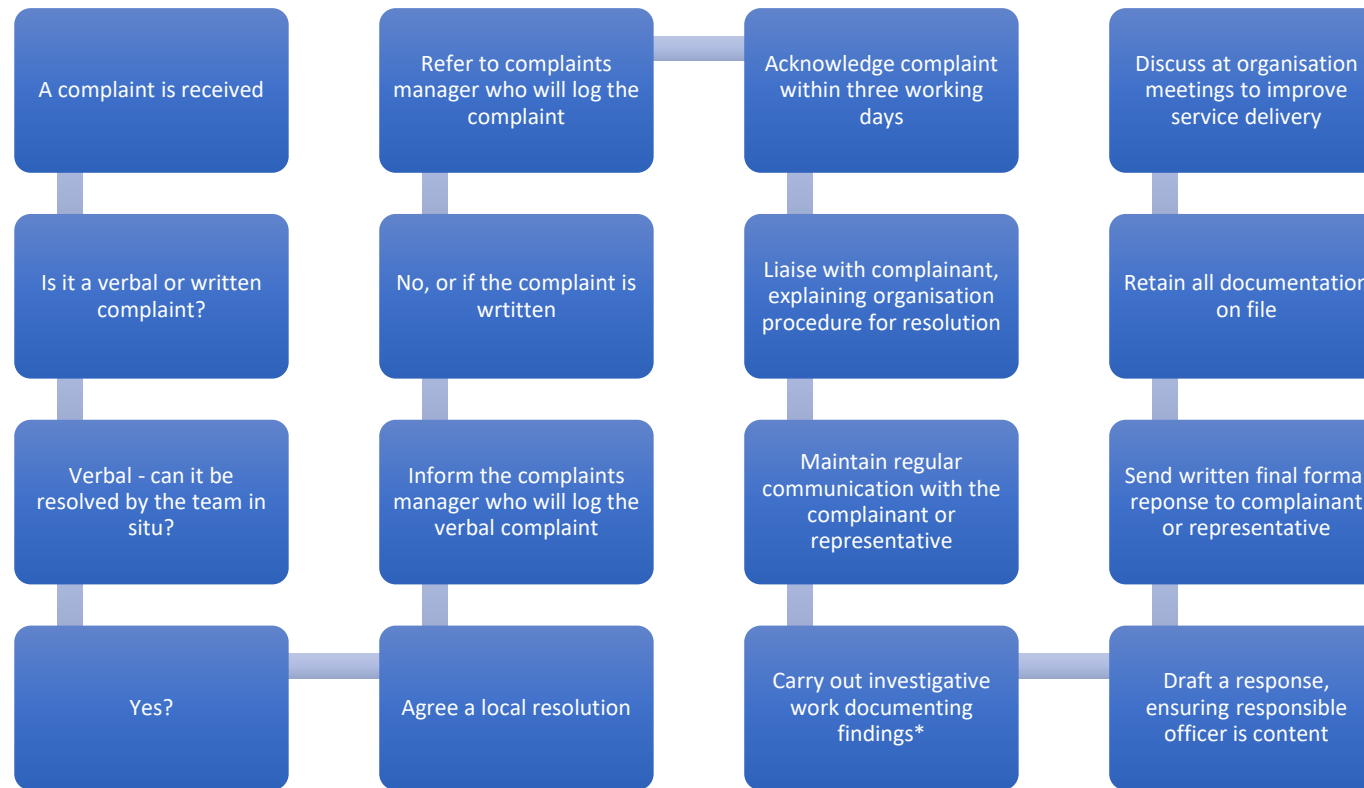 A complaint is received
Is it a verbal or written
complaint?
Verbal - can it be
resolved by the team in
situ?
Yes?
Agree a local resolution
Inform the complaints
manager who will log the
verbal complaint
No, or if the complaint is
wrtitten
Refer to complaints
manager who will log the
complaint
Acknowledge complaint
within three working
days
Liaise with complainant,
explaining organisation
procedure for resolution
Maintain regular
communication with the
complainant or
representative
Carry out investigative
work documenting
findings*
Draft a response,
ensuring responsible
officer is content
Send written final forma
reponse to complainant
or representative
Retain all documentation
on file
Discuss at organisation
meetings to improve
service delivery